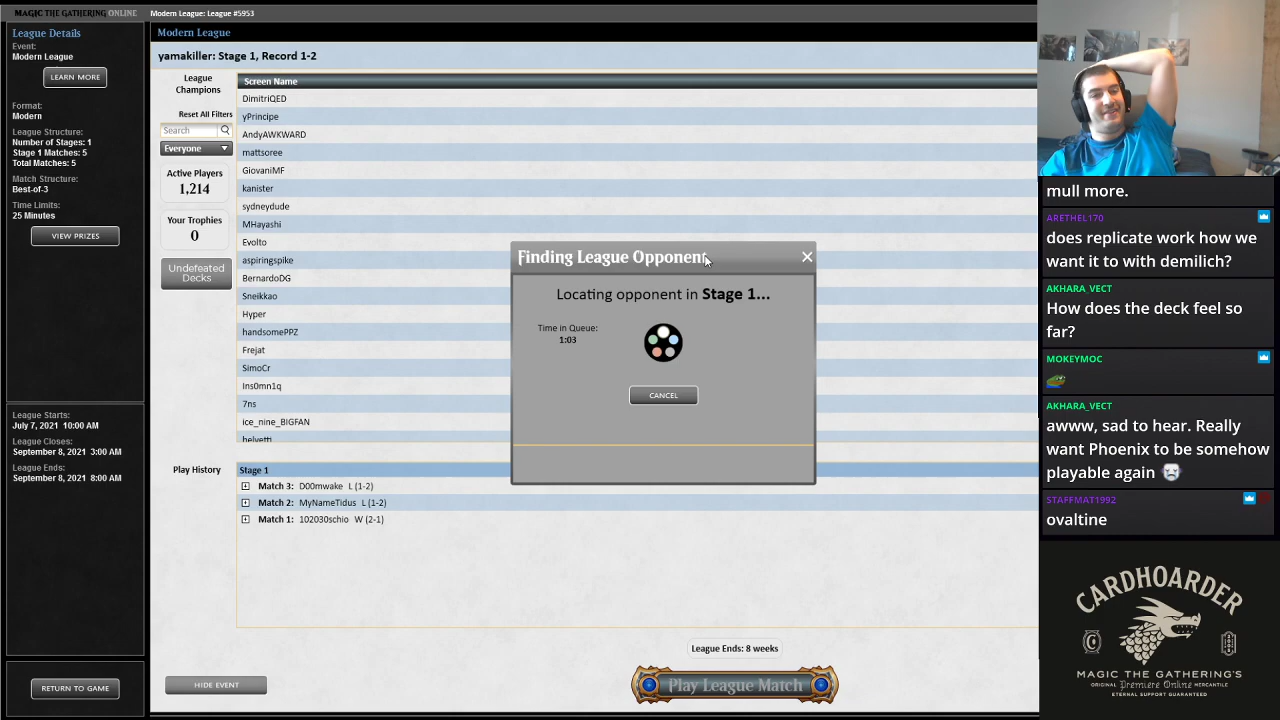 MAGIC THE GATHERING ONLINE
Modern League: League #5953
League Details
Event:
Modern League
LEARN MORE
Format:
Modern
League Structure:
Number of Stages: 1
Stage 1 Matches: 5
Total Matches: 5
Match Structure:
Best-of-3
Time Limits:
25 Minutes
VIEW PRIZES
League Starts:
July 7, 2021 10:00 AM
League Closes:
September 8, 2021 3:00 AM
League Ends:
September 8, 2021 8:00 AM
RETURN TO GAME
Modern League
yamakiller: Stage 1, Record 1-2
League
Champions
Reset All Filters
Search
Everyone
Active Players
1,214
Your Trophies
0
Undefeated
Decks
Screen Name
DimitriQED
yPrincipe
AndyAWKWARD
mattsoree
GiovaniMF
kanister
sydneydude
MHayashi
Evolto
aspiringspike
BernardoDG
Sneikkao
Hyper
handsomePPZ
Frejat
SimoCr
Ins0mn1q
7ns
ice_nine_BIGFAN
helvetti
Play History
Stage 1
Match 3: D00mwake L (1-2)
Match 2: MyNameTidus L (1-2)
Match 1: 102030schio W (2-1)
League Ends: 8 weeks
HIDE EVENT
Play League Match
Finding League Opponent
Locating opponent in Stage 1...
Time in Queue:
1:03
CANCEL
mull more.
ARETHEL170
does replicate work how we
want it to with demilich?
AKHARA_VECT
How does the deck feel so
far?
MOKEYMOC
AKHARA_VECT
awww, sad to hear. Really
want Phoenix to be somehow
playable again
STAFFMAT1992
ovaltine
CARDHOARDER
MAGIC THE GATHERING'S
ORIGINAL Premiere Online MERCANTILE
ETERNAL SUPPORT GUARANTEED